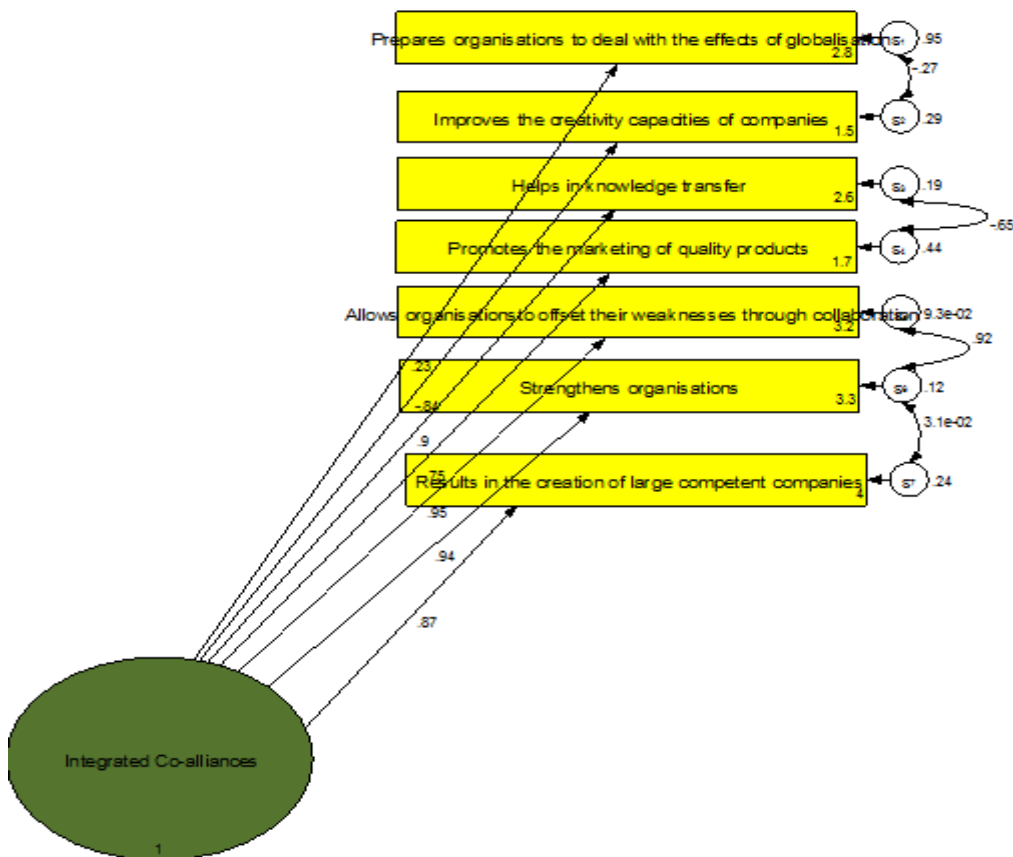 Prepares organisations to deal with the effects of globalisations
2.8
.95
-.27
Improves the creativity capacities of companies
1.5
.29
Helps in knowledge transfer
2.6
.19
-.65
Promotes the marketing of quality products
1.7
.44
Allows organisations to offset their weaknesses through collaboration
3.2
9.3e-02
.92
Strengthens organisations
3.3
.12
3.1e-02
Results in the creation of large competent companies
4
S7
.24
.23
-.84
.9
.75
.95
.94
.87
Integrated Co-alliances
1